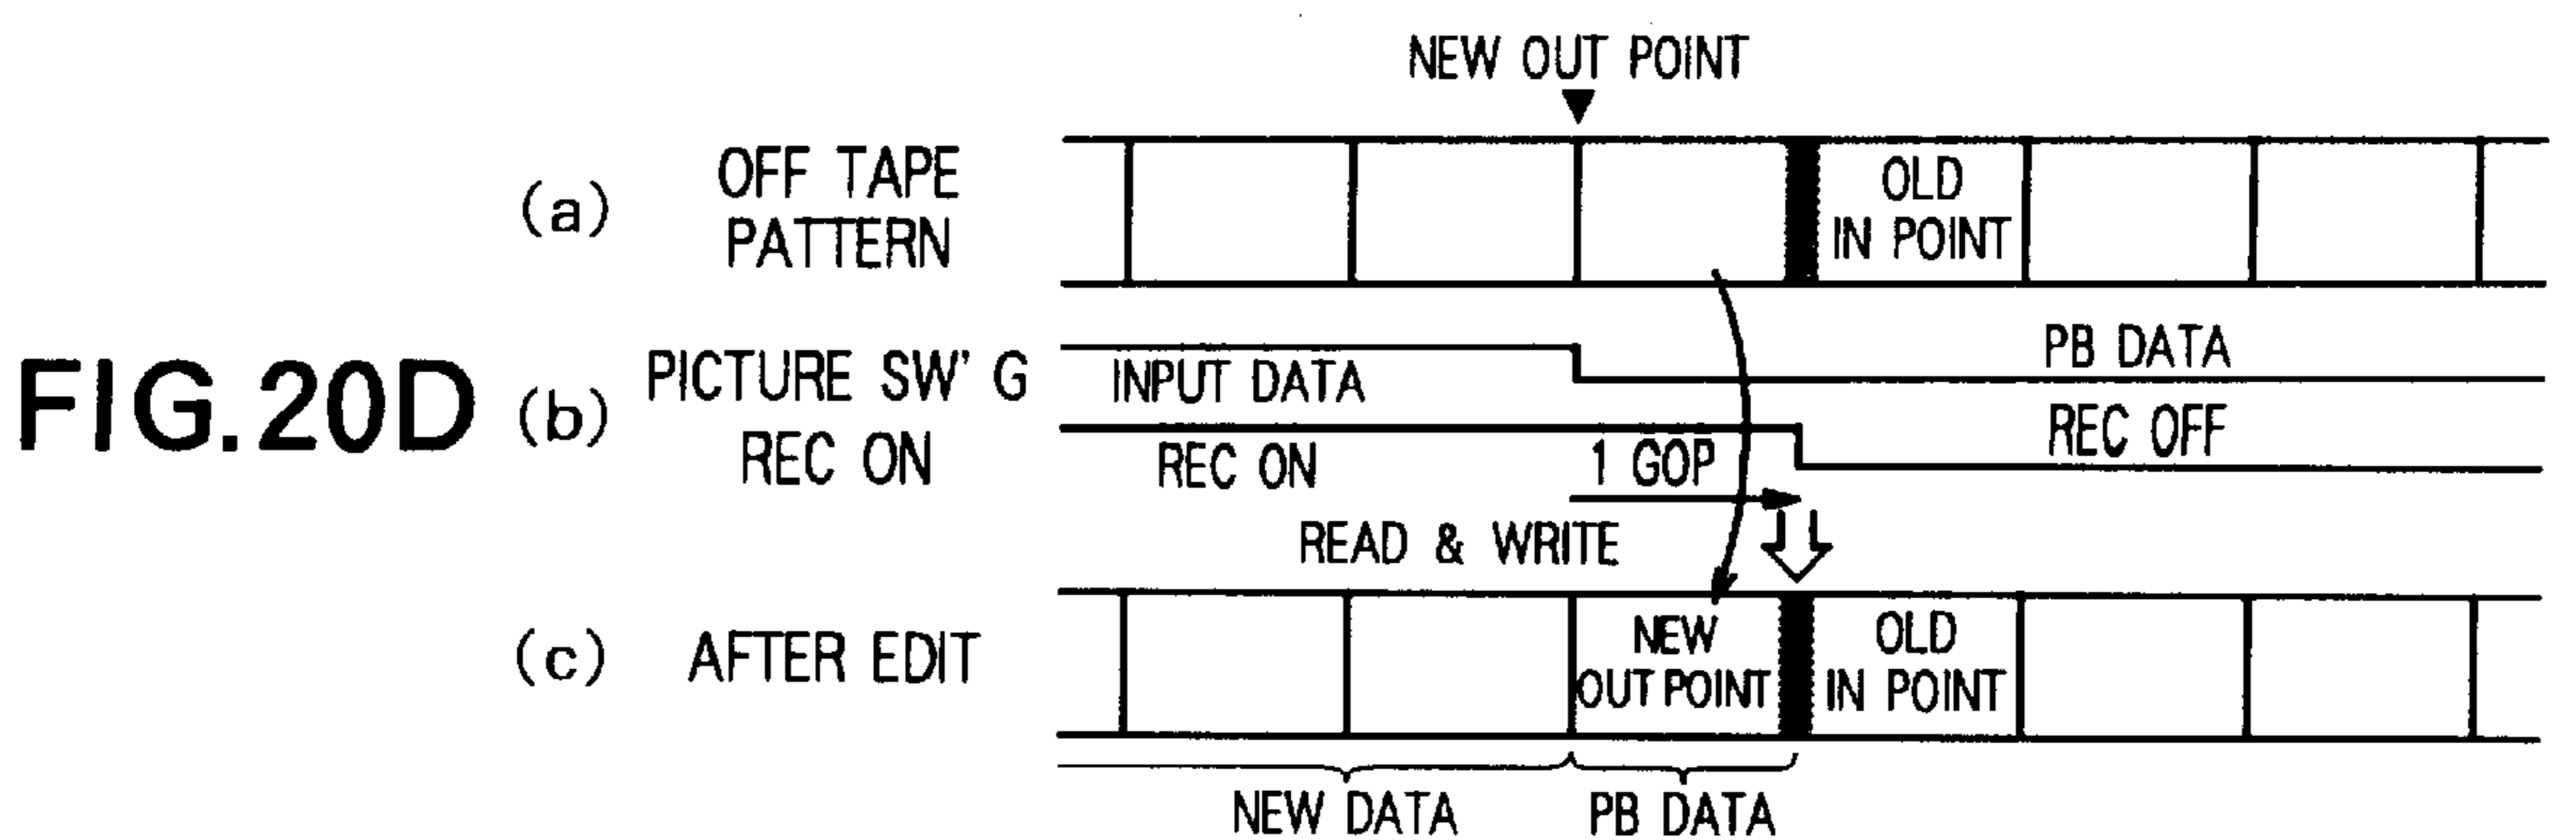 NEW OUT POINT
(a) OFF TAPE
PATTERN
OLD
IN POINT
FIG.20D
(b) PICTURE SW' G
REC ON
INPUT DATA
PB DATA
REC ON
1 GOP
REC OFF
READ & WRITE
(c) AFTER EDIT
NEW
OUT POINT
OLD
IN POINT
NEW DATA
PB DATA